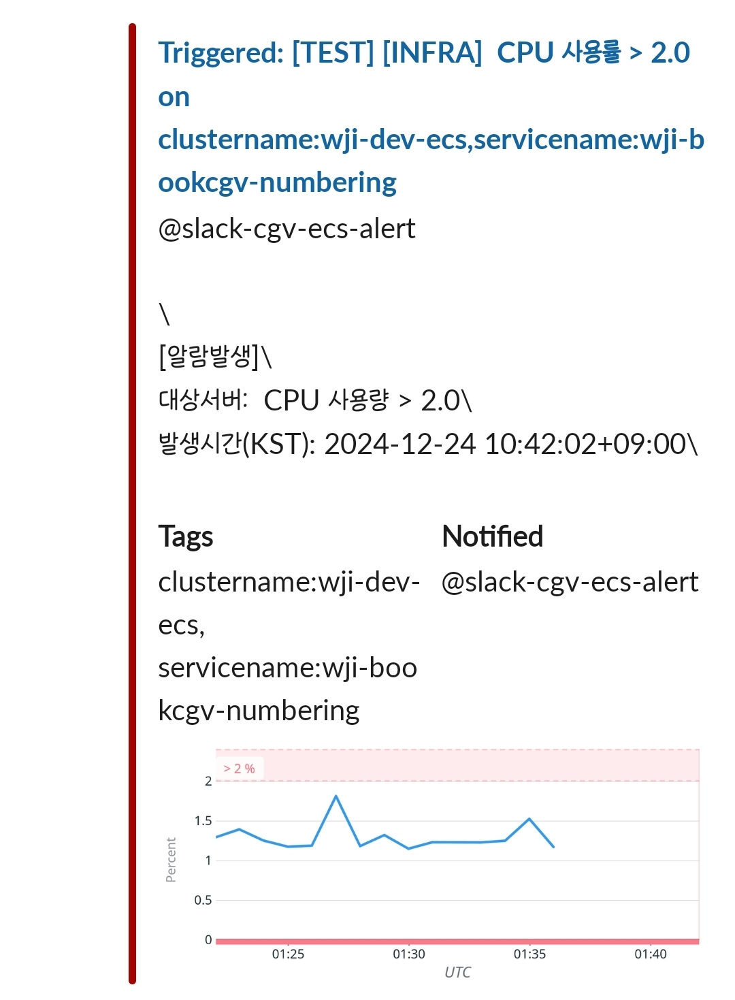 Triggered: [TEST] [INFRA]  CPU 사용률 > 2.0
on
clustername:wji-dev-ecs,servicename:wji-b
ookcgv-numbering
@slack-cgv-ecs-alert
\
[알람발생]\
대상서버:  CPU 사용량 > 2.0\
발생시간(KST): 2024-12-24 10:42:02+09:00\
Tags
clustername:wji-dev-
ecs,
servicename:wji-boo
kcgv-numbering
Notified
@slack-cgv-ecs-alert
> 2 %
2
1.5
1
0.5
0
Percent
01:25 01:30 01:35 01:40
UTC